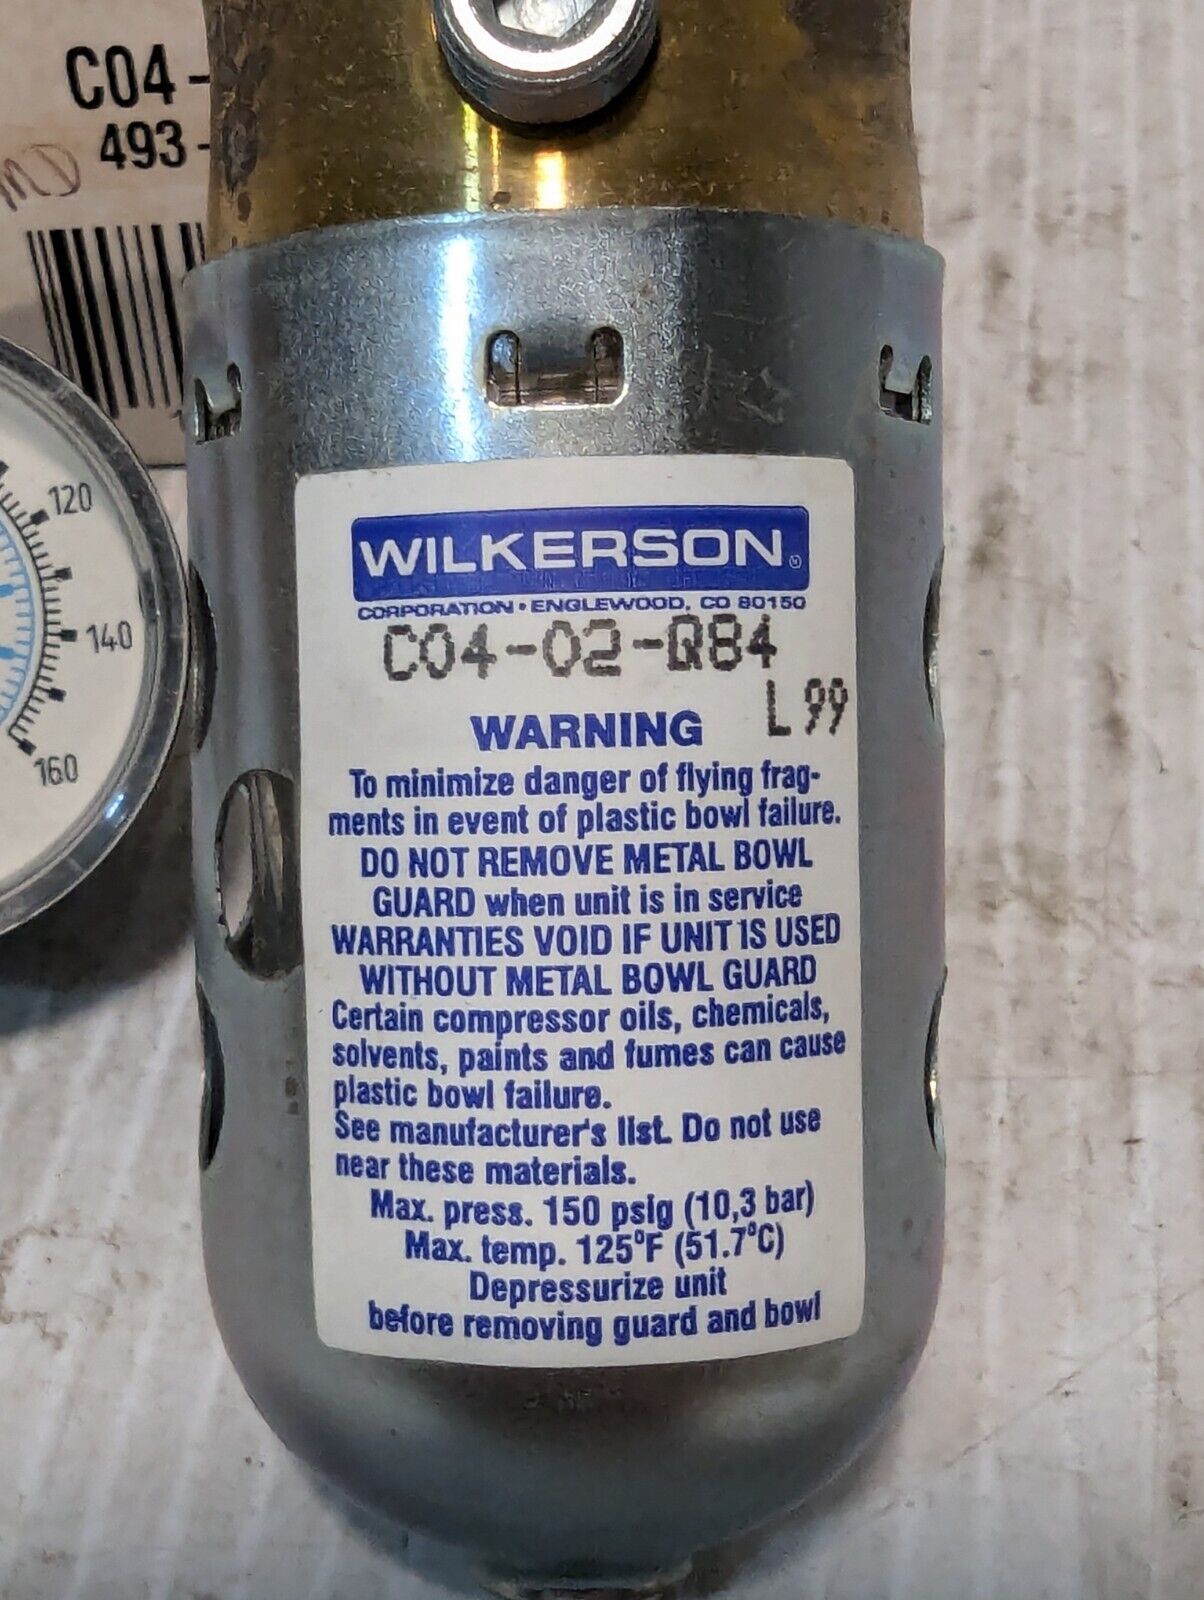 C04-
493-
MD
120
140
160
WILKERSON®
CORPORATION • ENGLEWOOD, CO 80150
C04-02-Q84
L99
WARNING
To minimize danger of flying frag-
ments in event of plastic bowl failure.
DO NOT REMOVE METAL BOWL
GUARD when unit is in service
WARRANTIES VOID IF UNIT IS USED
WITHOUT METAL BOWL GUARD
Certain compressor oils, chemicals,
solvents, paints and fumes can cause
plastic bowl failure.
See manufacturer's list. Do not use
near these materials.
Max. press. 150 psig (10,3 bar)
Max. temp. 125°F (51.7°C)
Depressurize unit
before removing guard and bowl